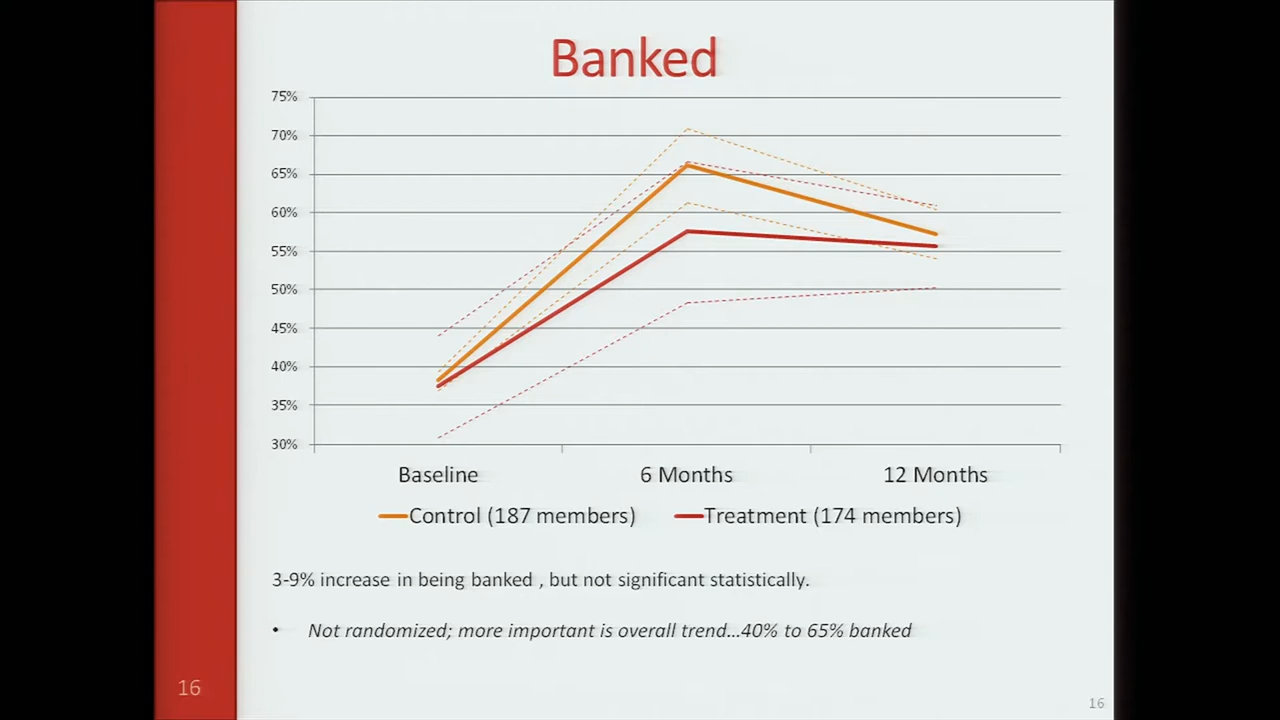 Banked
75%
70%
65%
60%
55%
50%
45%
40%
35%
30%
Baseline 6 Months 12 Months
Control (187 members) Treatment (174 members)
3-9% increase in being banked , but not significant statistically.
• Not randomized; more important is overall trend...40% to 65% banked
16
16